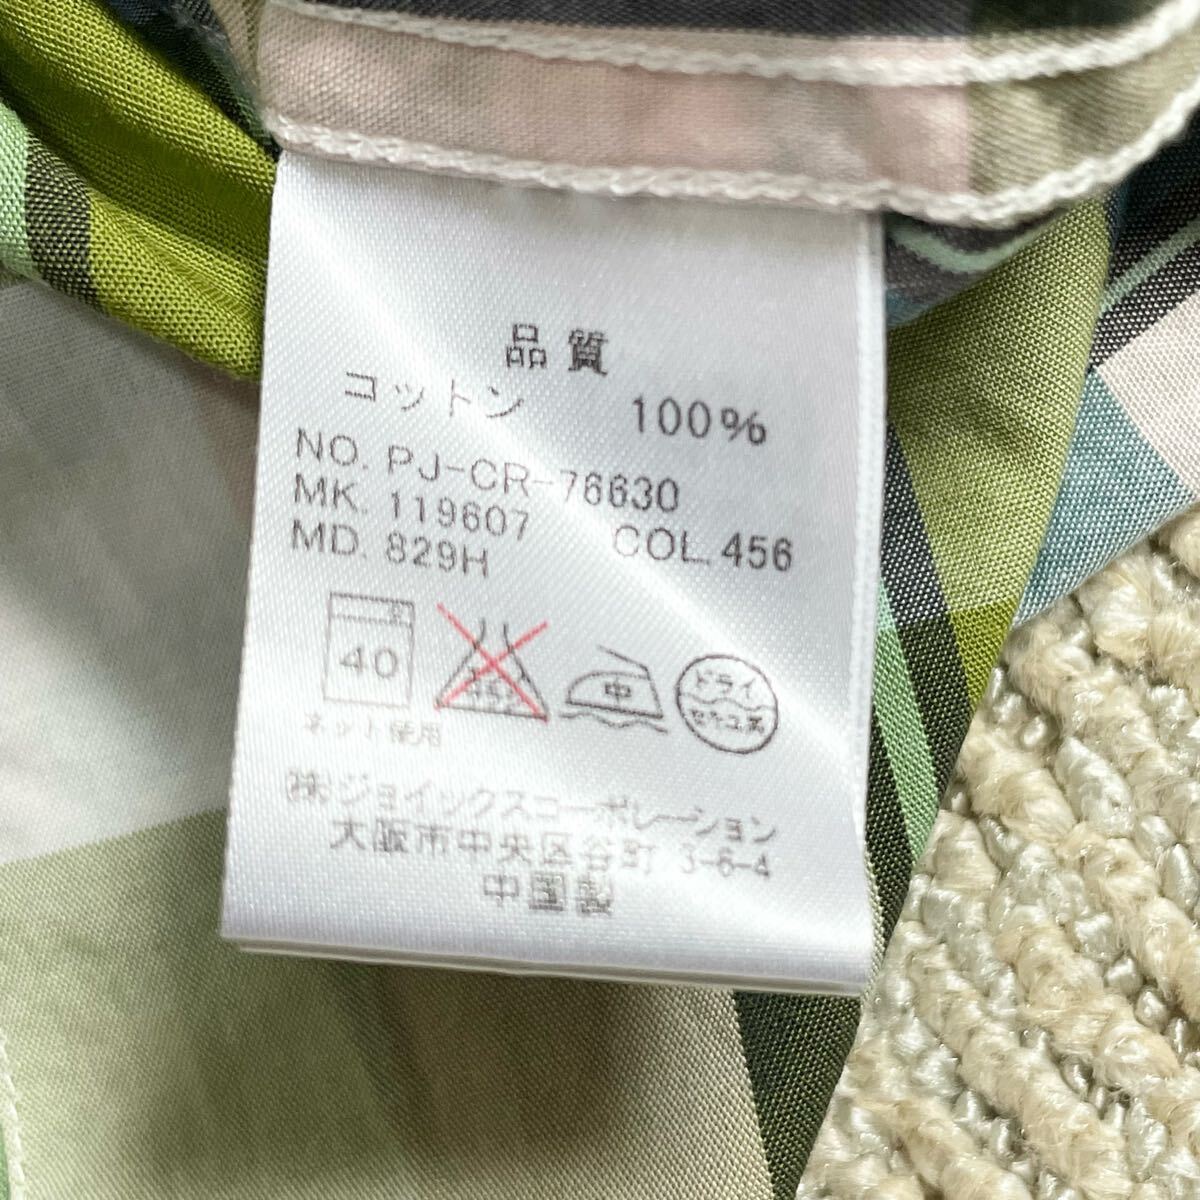 品質
コットン 100%
NO. PJ-CR-76630
MK. 119607 COL. 456
MD. 829H
40
中
ドライ
セキユ系
ネット使用
(株)ジョイックスコーポレーション
大阪市中央区谷町 3-6-4
中国製